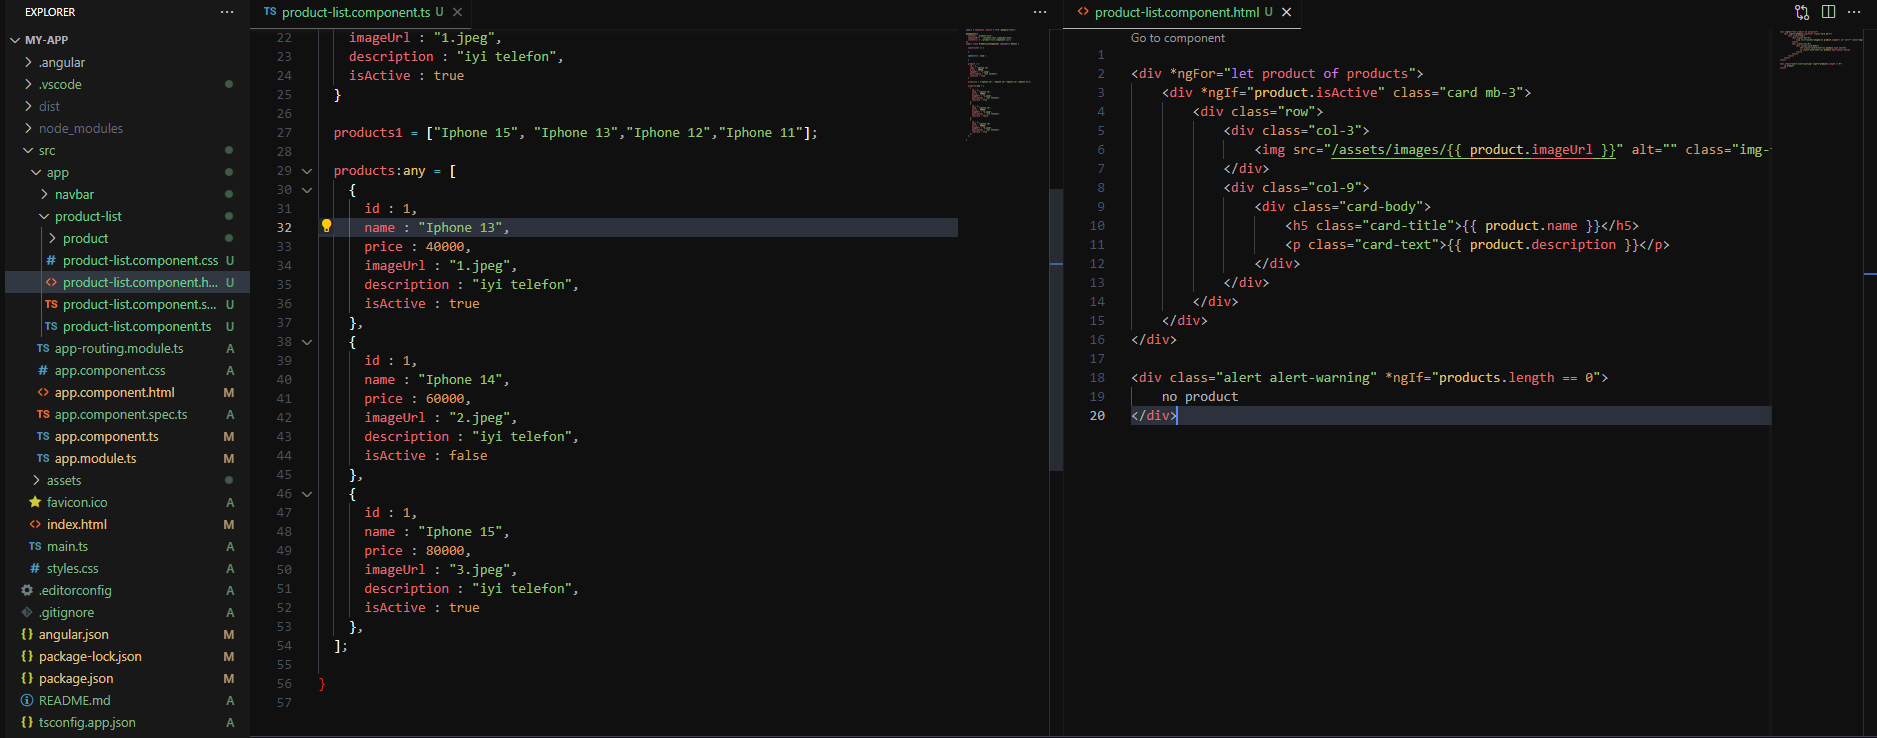 EXPLORER
MY-APP
.angular
.vscode
dist
node_modules
src
app
navbar
product-list
product
# product-list.component.css U
<> product-list.component.h... U
TS product-list.component.s... U
TS product-list.component.ts U
TS app-routing.module.ts A
# app.component.css A
<> app.component.html M
TS app.component.spec.ts A
TS app.component.ts M
TS app.module.ts M
assets
favicon.ico A
<> index.html M
TS main.ts A
# styles.css A
.editorconfig A
.gitignore A
{} angular.json M
{} package-lock.json M
{} package.json M
README.md A
{} tsconfig.app.json A
TS product-list.component.ts U
22 imageUrl : "1.jpeg",
23 description : "iyi telefon",
24 isActive : true
25 }
26
27 products1 = ["Iphone 15", "Iphone 13","Iphone 12","Iphone 11"];
28
29 products:any = [
30 {
31 id : 1,
32 name : "Iphone 13",
33 price : 40000,
34 imageUrl : "1.jpeg",
35 description : "iyi telefon",
36 isActive : true
37 },
38 {
39 id : 1,
40 name : "Iphone 14",
41 price : 60000,
42 imageUrl : "2.jpeg",
43 description : "iyi telefon",
44 isActive : false
45 },
46 {
47 id : 1,
48 name : "Iphone 15",
49 price : 80000,
50 imageUrl : "3.jpeg",
51 description : "iyi telefon",
52 isActive : true
53 },
54 ];
55
56 }
57
<> product-list.component.html U
Go to component
1
2 <div *ngFor="let product of products">
3 <div *ngIf="product.isActive" class="card mb-3">
4 <div class="row">
5 <div class="col-3">
6 <img src="/assets/images/{{ product.imageUrl }}" alt="" class="img-
7 </div>
8 <div class="col-9">
9 <div class="card-body">
10 <h5 class="card-title">{{ product.name }}</h5>
11 <p class="card-text">{{ product.description }}</p>
12 </div>
13 </div>
14 </div>
15 </div>
16 </div>
17
18 <div class="alert alert-warning" *ngIf="products.length == 0">
19 no product
20 </div>